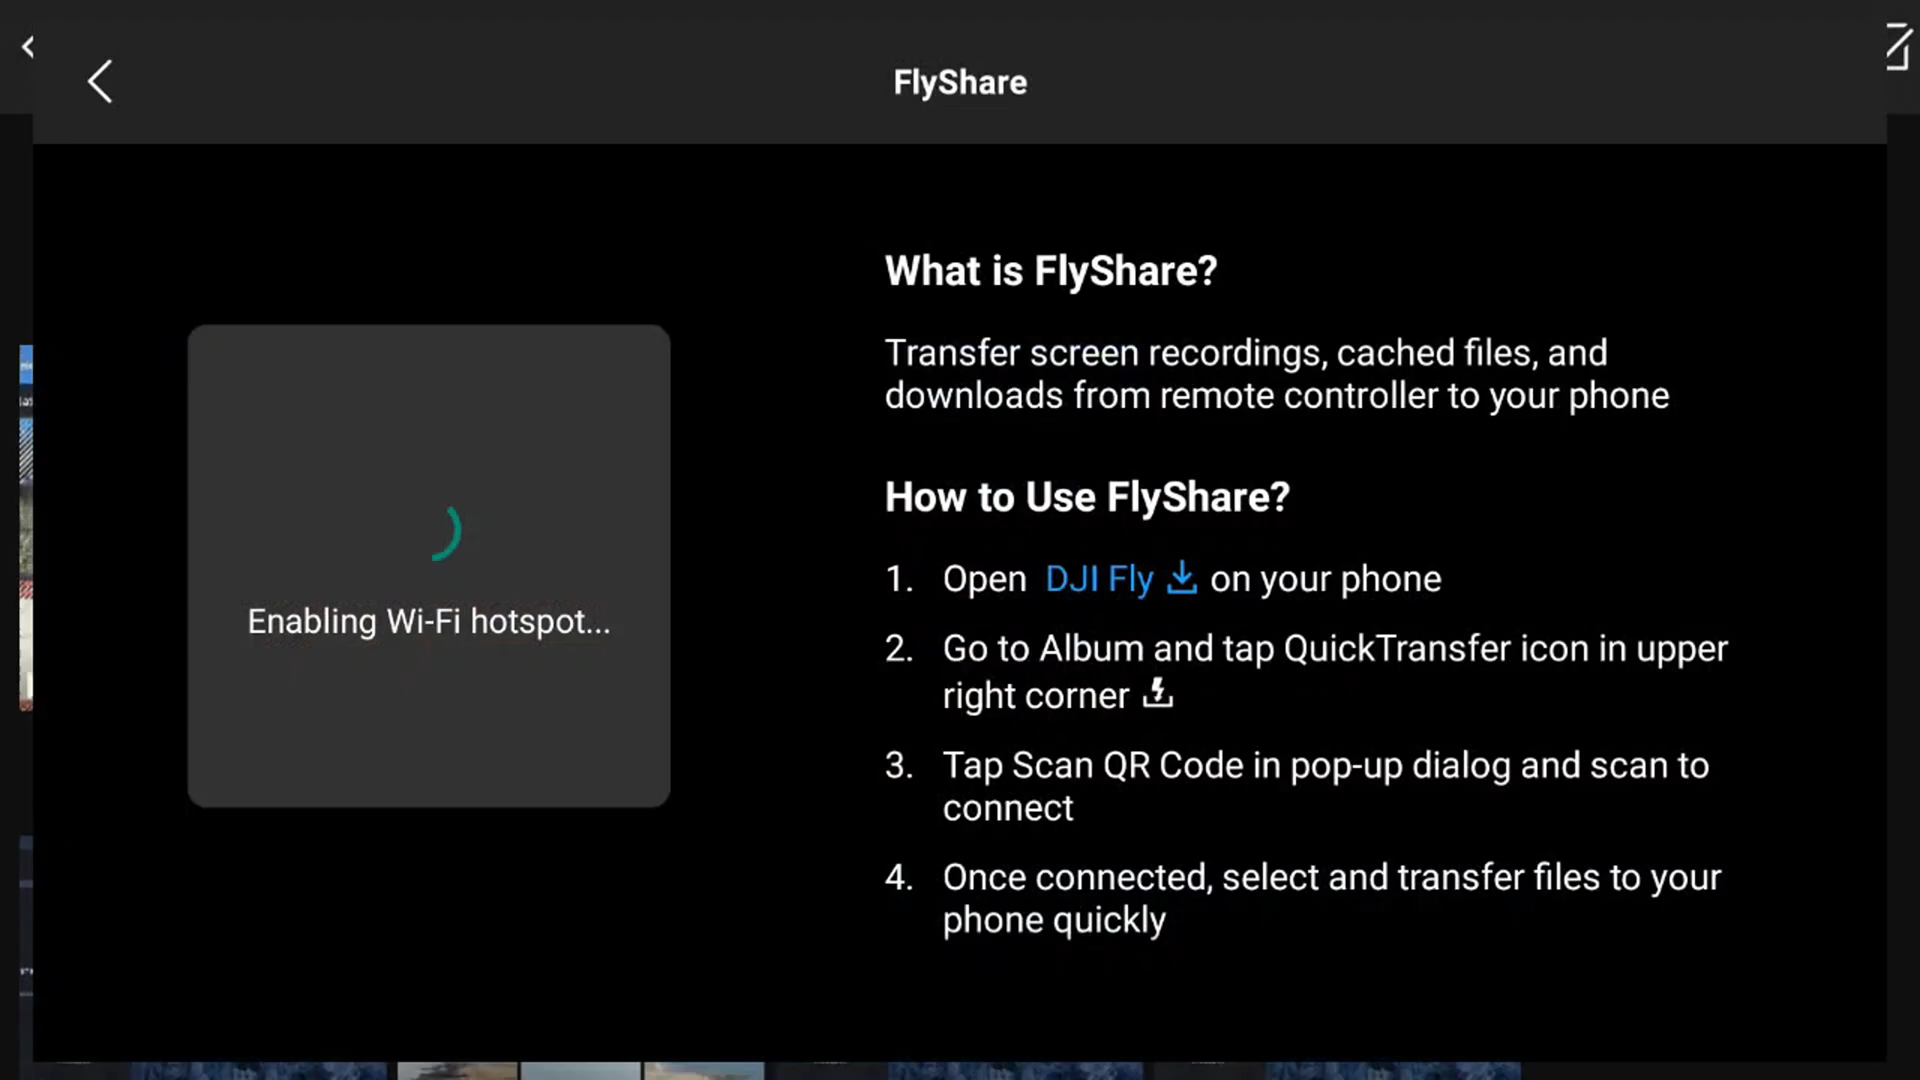 FlyShare
Enabling Wi-Fi hotspot...
What is FlyShare?
Transfer screen recordings, cached files, and
downloads from remote controller to your phone
How to Use FlyShare?
1. Open DJI Fly on your phone
2. Go to Album and tap QuickTransfer icon in upper
right corner
3. Tap Scan QR Code in pop-up dialog and scan to
connect
4. Once connected, select and transfer files to your
phone quickly